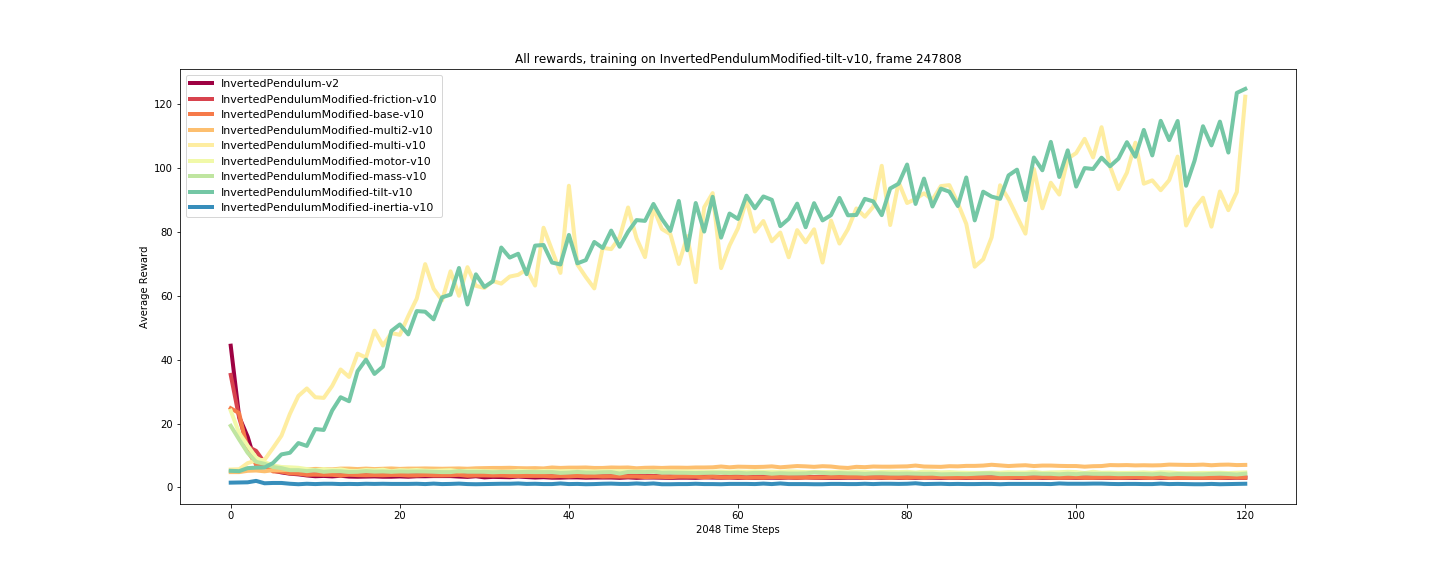 All rewards, training on InvertedPendulumModified-tilt-v10, frame 247808
InvertedPendulum-v2
InvertedPendulumModified-friction-v10
InvertedPendulumModified-base-v10
InvertedPendulumModified-multi2-v10
InvertedPendulumModified-multi-v10
InvertedPendulumModified-motor-v10
InvertedPendulumModified-mass-v10
InvertedPendulumModified-tilt-v10
InvertedPendulumModified-inertia-v10
Average Reward
120
100
80
60
40
20
0
0 20 40 60 80 100 120
2048 Time Steps